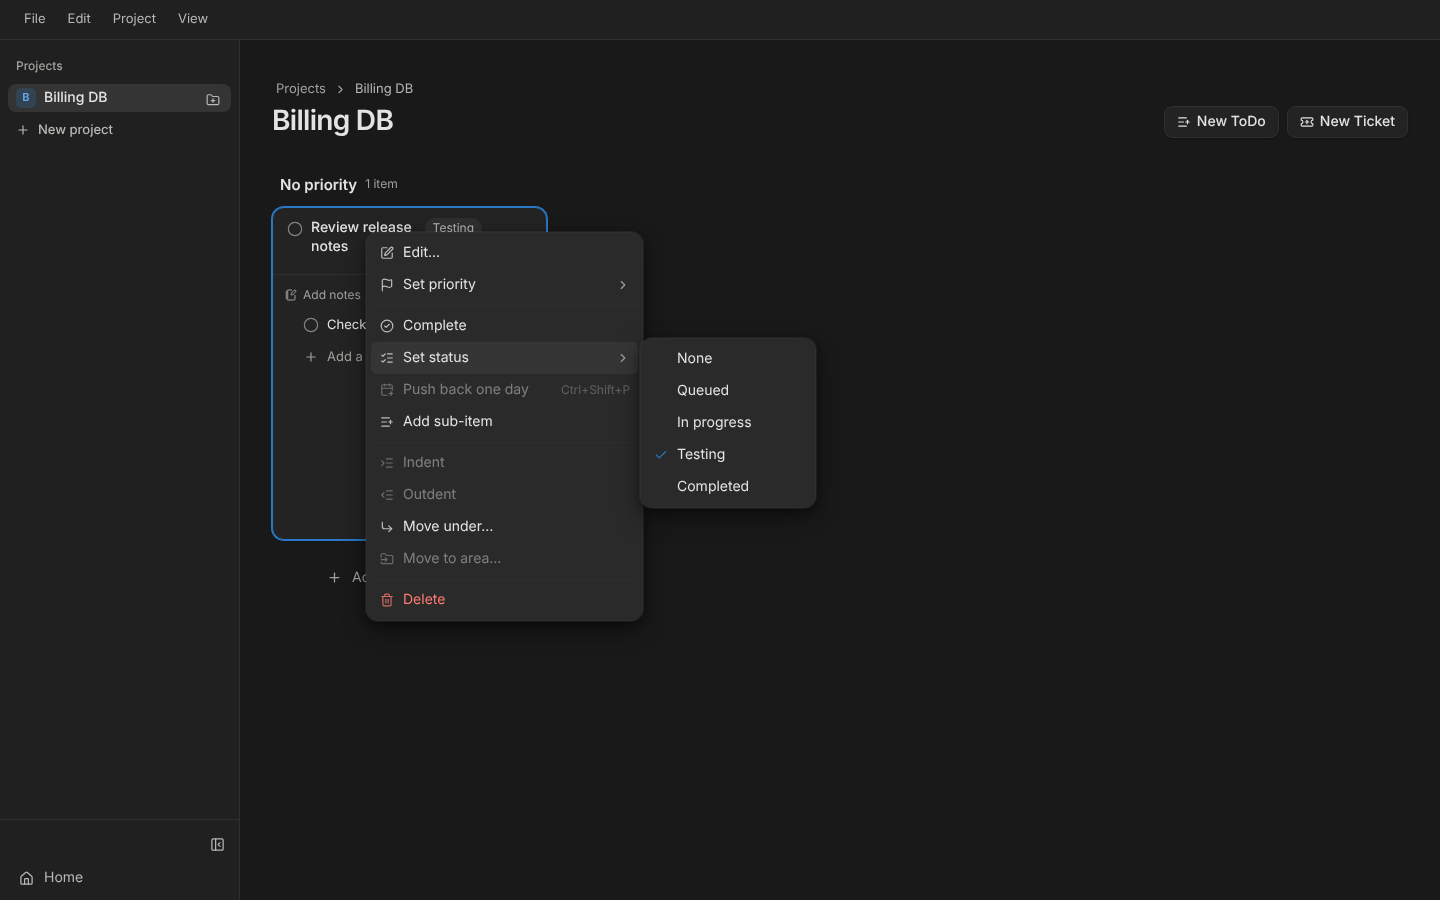 File Edit Project View
Projects
B Billing DB
New project
Home
Projects > Billing DB
Billing DB
New ToDo
New Ticket
No priority 1 item
Review release notes
Testing
Add notes
Check
Add a
Edit...
Set priority
Complete
Set status
Push back one day Ctrl+Shift+P
Add sub-item
Indent
Outdent
Move under...
Move to area...
Delete
None
Queued
In progress
Testing
Completed